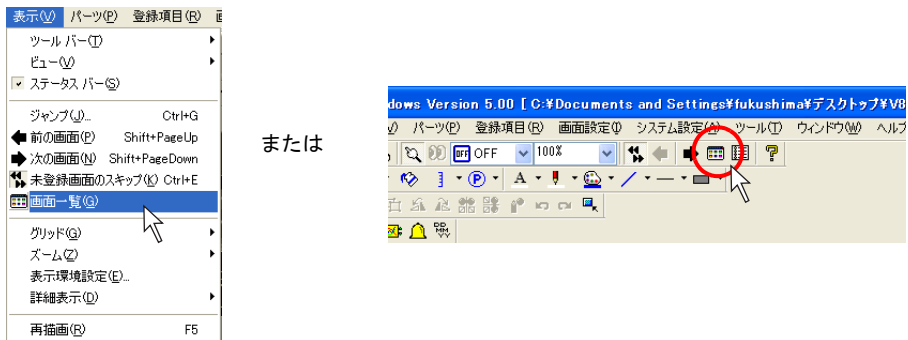 表示(V) パーツ(P) 登録項目(R)
ツール バー(T)
ビュー(V)
ステータス バー(S)
ジャンプ(J)... Ctrl+G
前の画面(P) Shift+PageUp
次の画面(N) Shift+PageDown
未登録画面のスキップ(K) Ctrl+E
画面一覧(G)
グリッド(G)
ズーム(Z)
表示環境設定(E)...
詳細表示(D)
再描画(R) F5
または
dows Version 5.00 [ C:¥Documents and Settings¥fukushima¥デスクトップ¥V8
パーツ(P) 登録項目(R) 画面設定(I) システム設定(A) ツール(T) ウィンドウ(W) ヘルプ
OFF OFF 100%
P A
DD
MM
YY